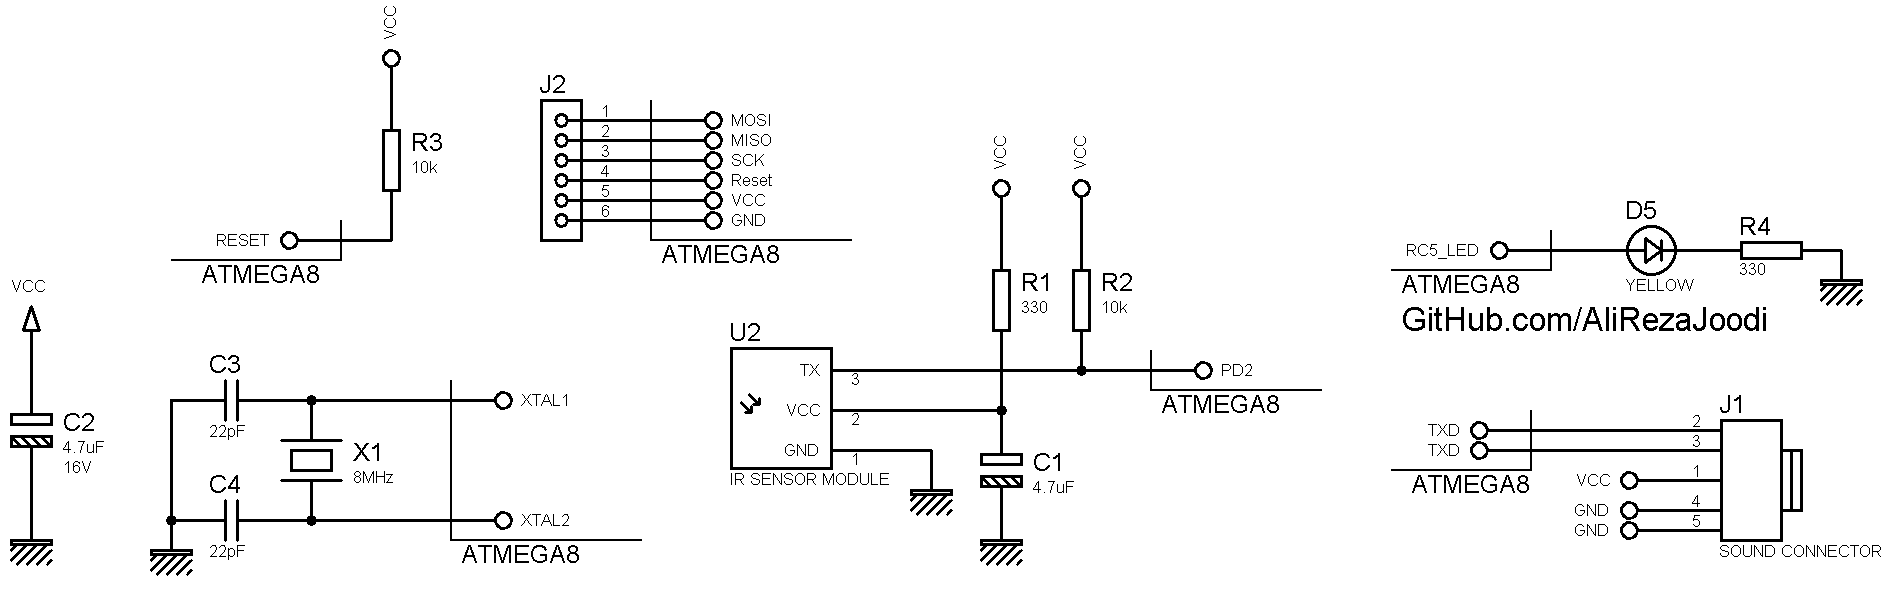 VCC
R3
10k
RESET
ATMEGA8
J2
1
MOSI
2
MISO
3
SCK
4
Reset
5
VCC
6
GND
ATMEGA8
VCC
C2
4.7uF
16V
C3
22pF
XTAL1
X1
8MHz
C4
22pF
XTAL2
ATMEGA8
VCC
VCC
R1
330
R2
10k
U2
TX
3
VCC
2
GND
1
IR SENSOR MODULE
PD2
ATMEGA8
C1
4.7uF
D5
R4
RC5_LED
330
YELLOW
ATMEGA8
GitHub.com/AliRezaJoodi
J1
TXD
2
TXD
3
ATMEGA8
VCC
1
GND
4
GND
5
SOUND CONNECTOR